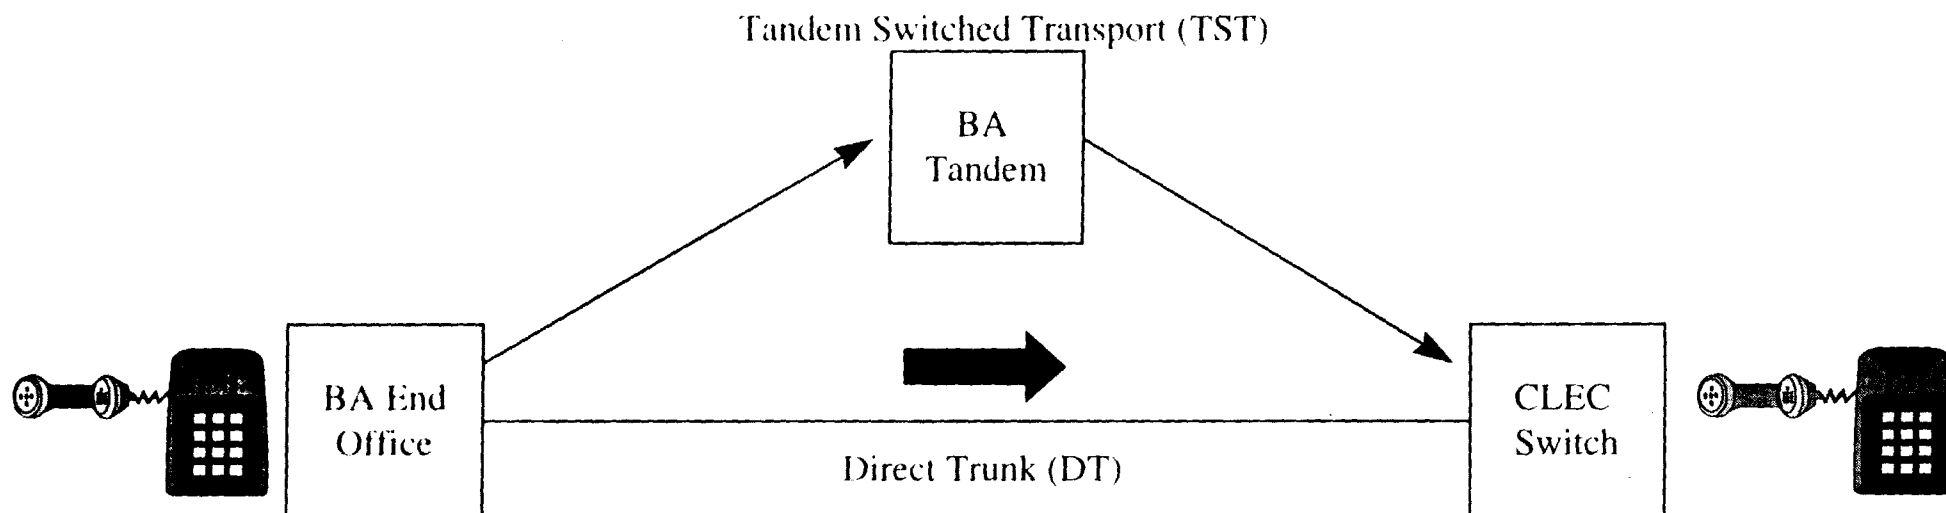 Tandem Switched Transport (TST)
BA
Tandem
BA End
Office
CLEC
Switch
Direct Trunk (DT)